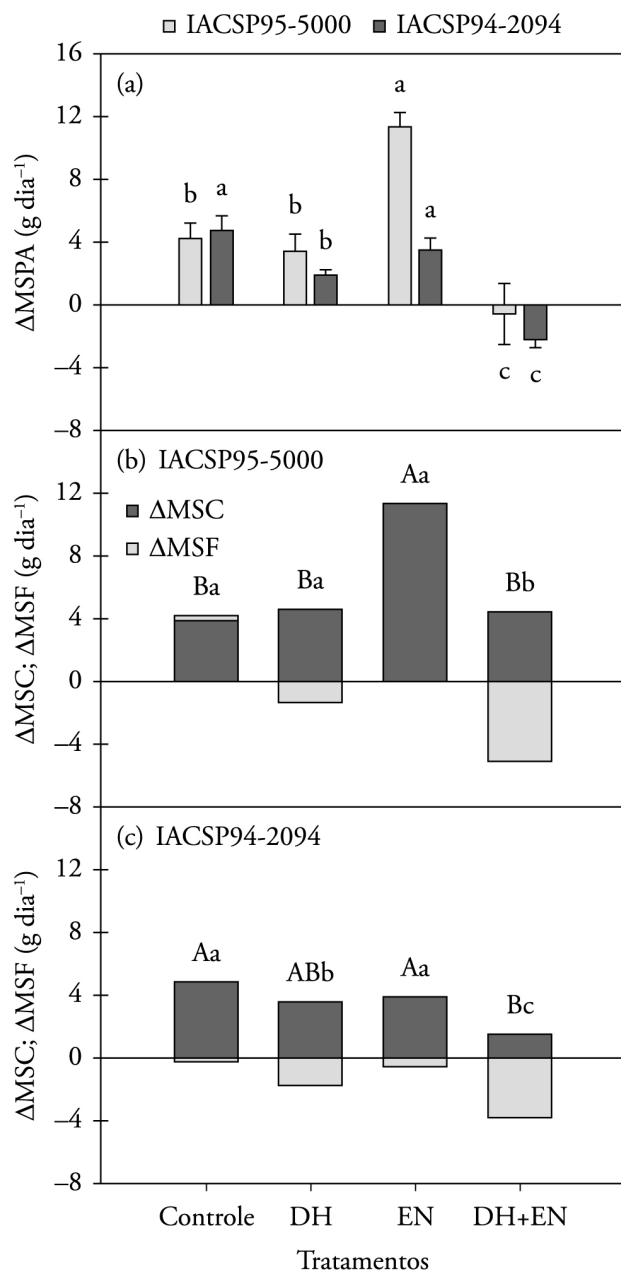 IACSP95-5000 IACSP94-2094
16
(a)
12
8
4
0
−4
−8
ΔMSPA (g dia⁻¹)
b a b b a a c c
(b) IACSP95-5000
ΔMSC
ΔMSF
12
8
4
0
−4
−8
ΔMSC; ΔMSF (g dia⁻¹)
Ba Ba Aa Bb
(c) IACSP94-2094
12
8
4
0
−4
−8
ΔMSC; ΔMSF (g dia⁻¹)
Aa ABb Aa Bc
Controle DH EN DH+EN
Tratamentos